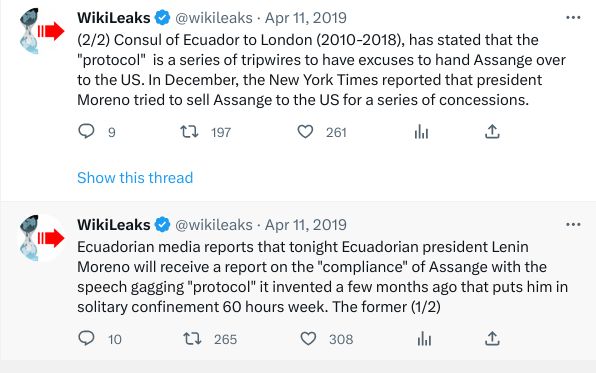 WikiLeaks @wikileaks · Apr 11, 2019
(2/2) Consul of Ecuador to London (2010-2018), has stated that the
"protocol"  is a series of tripwires to have excuses to hand Assange over
to the US. In December, the New York Times reported that president
Moreno tried to sell Assange to the US for a series of concessions.
9 197 261
Show this thread
WikiLeaks @wikileaks · Apr 11, 2019
Ecuadorian media reports that tonight Ecuadorian president Lenin
Moreno will receive a report on the "compliance" of Assange with the
speech gagging "protocol" it invented a few months ago that puts him in
solitary confinement 60 hours week. The former (1/2)
10 265 308